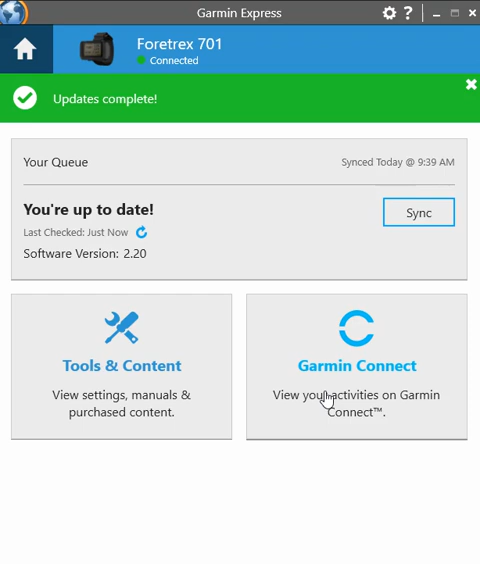 Garmin Express
?
Foretrex 701
Connected
Updates complete!
Your Queue
Synced Today @ 9:39 AM
You're up to date!
Sync
Last Checked: Just Now
Software Version: 2.20
Tools & Content
View settings, manuals &
purchased content.
Garmin Connect
View your activities on Garmin
Connect™.